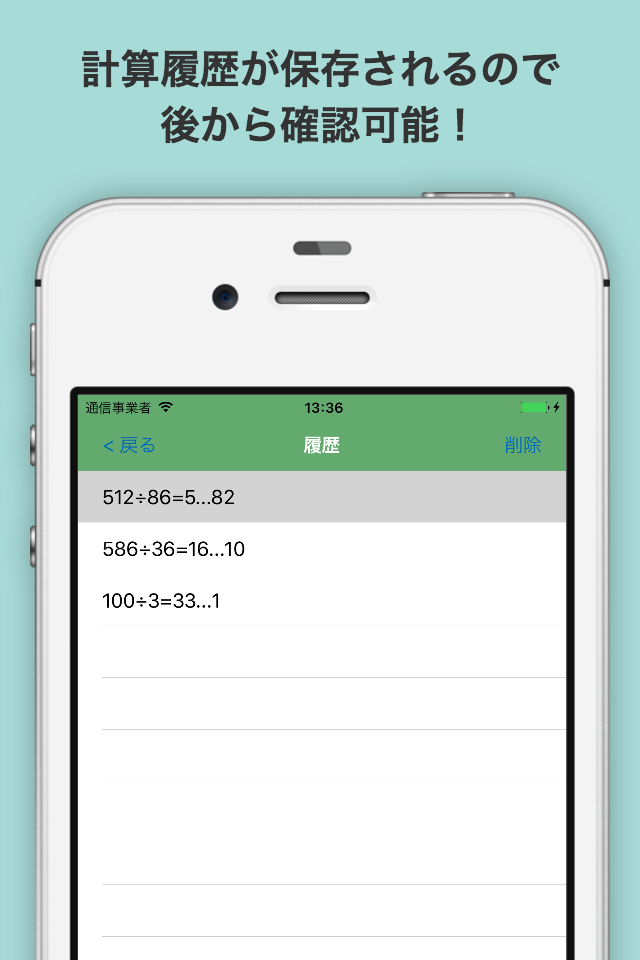 計算履歴が保存されるので
後から確認可能！
通信事業者 13:36
< 戻る 履歴 削除
512÷86=5...82
586÷36=16...10
100÷3=33...1